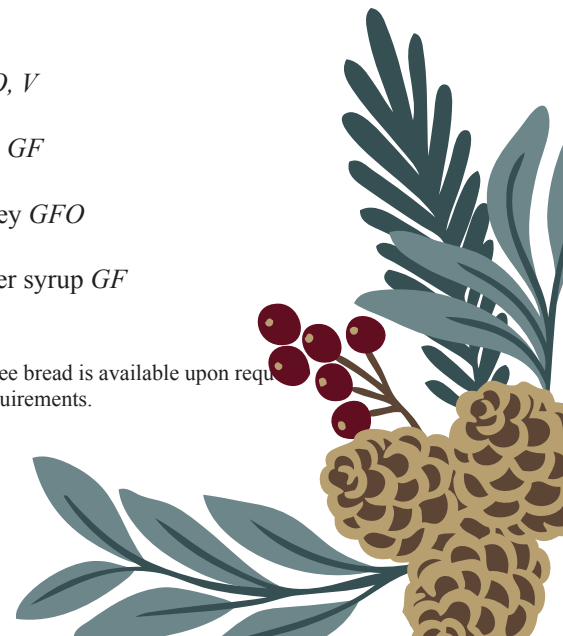 , V
GF
ey GFO
er syrup GF
ee bread is available upon requ
uirements.